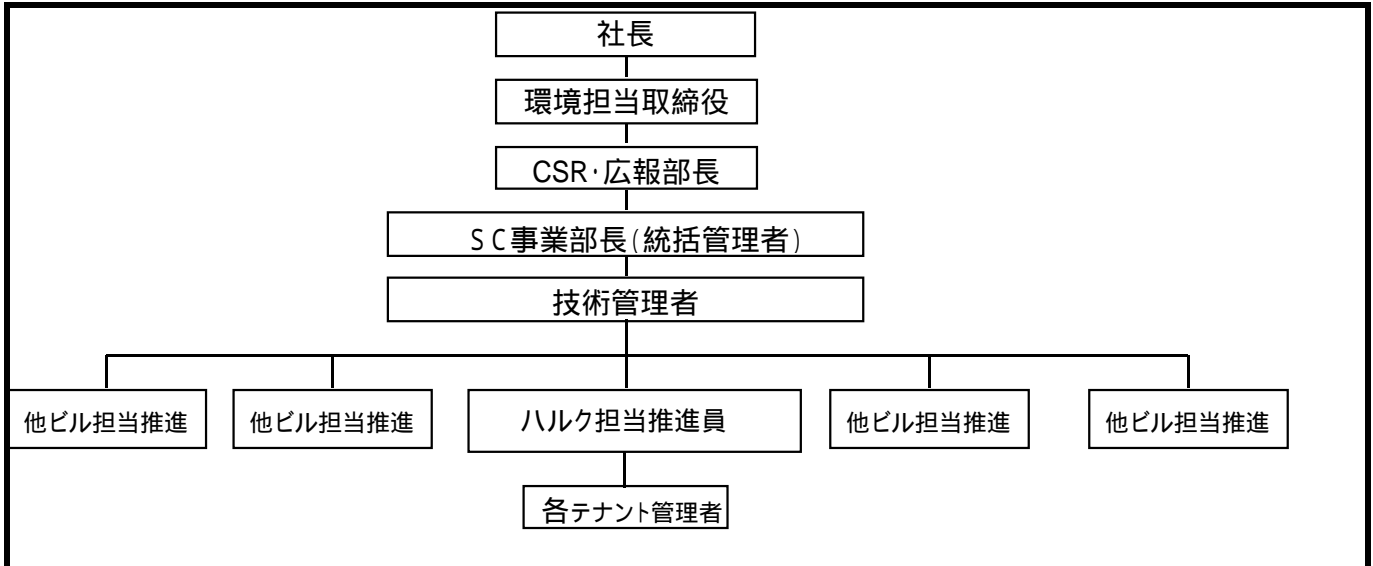 社長
環境担当取締役
CSR・広報部長
SC事業部長(統括管理者)
技術管理者
他ビル担当推進
他ビル担当推進
ハルク担当推進員
他ビル担当推進
他ビル担当推進
各テナント管理者